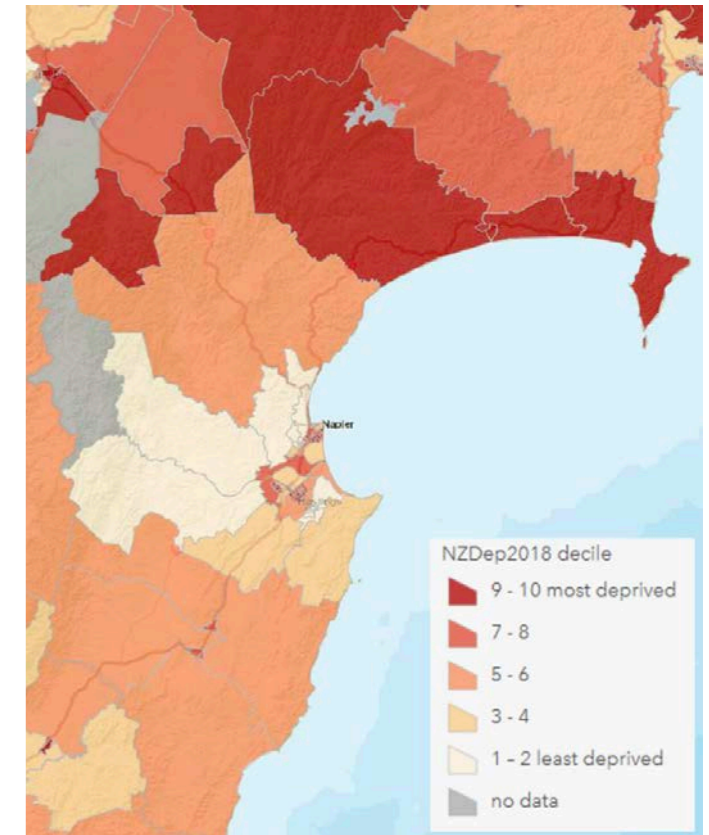 Napier
NZDep2018 decile
9 - 10 most deprived
7 - 8
5 - 6
3 - 4
1 – 2 least deprived
no data